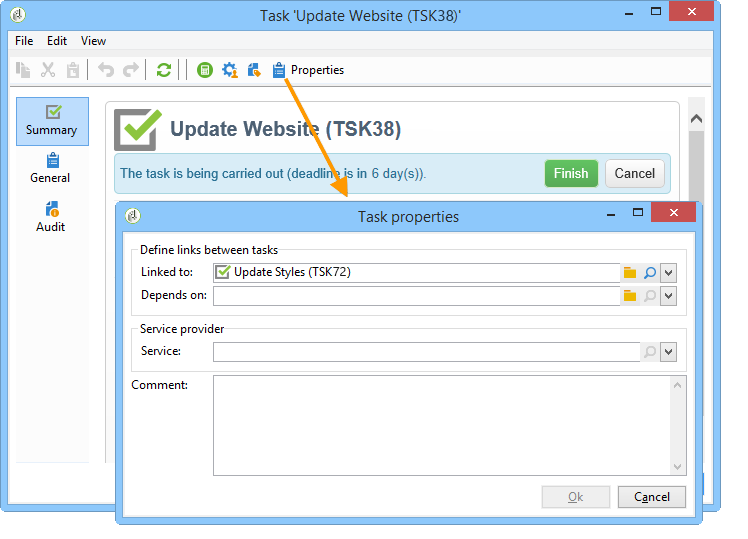 Task 'Update Website (TSK38)'
File Edit View
Properties
Summary
General
Audit
Update Website (TSK38)
The task is being carried out (deadline is in 6 day(s)).
Finish Cancel
Task properties
Define links between tasks
Linked to: Update Styles (TSK72)
Depends on:
Service provider
Service:
Comment:
Ok Cancel